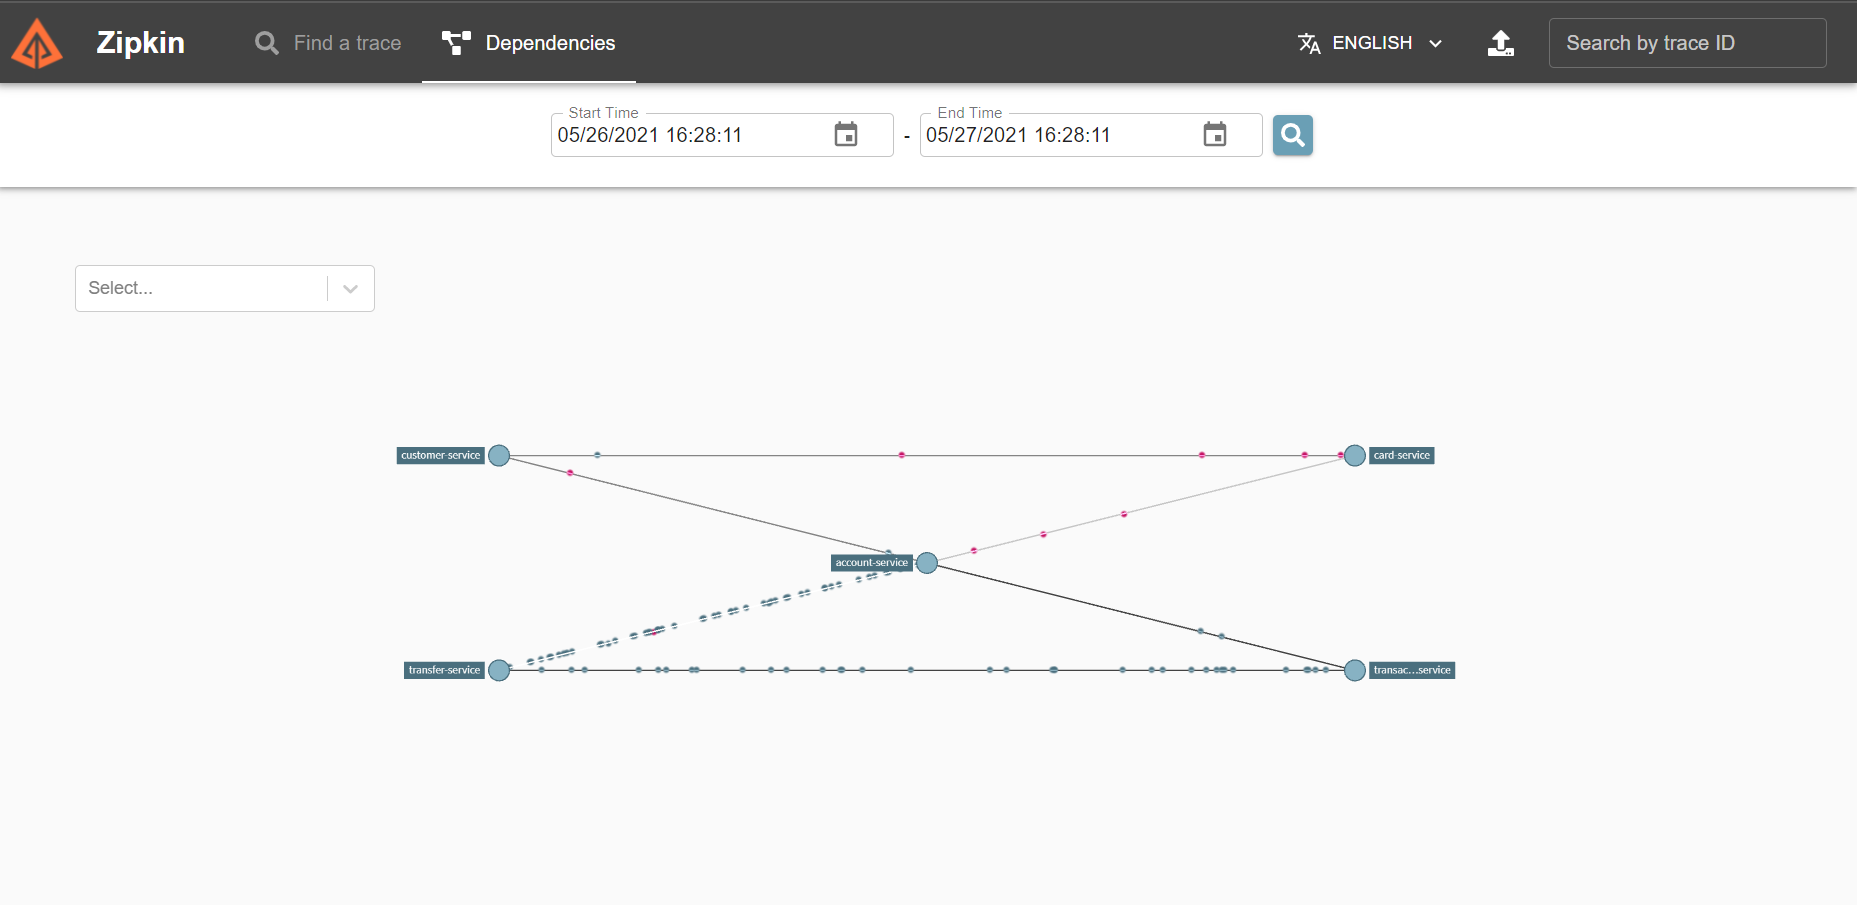 Zipkin
Find a trace
Dependencies
ENGLISH
Search by trace ID
Start Time
05/26/2021 16:28:11
-
End Time
05/27/2021 16:28:11
Select...
customer-service
card-service
account-service
transfer-service
transac...service